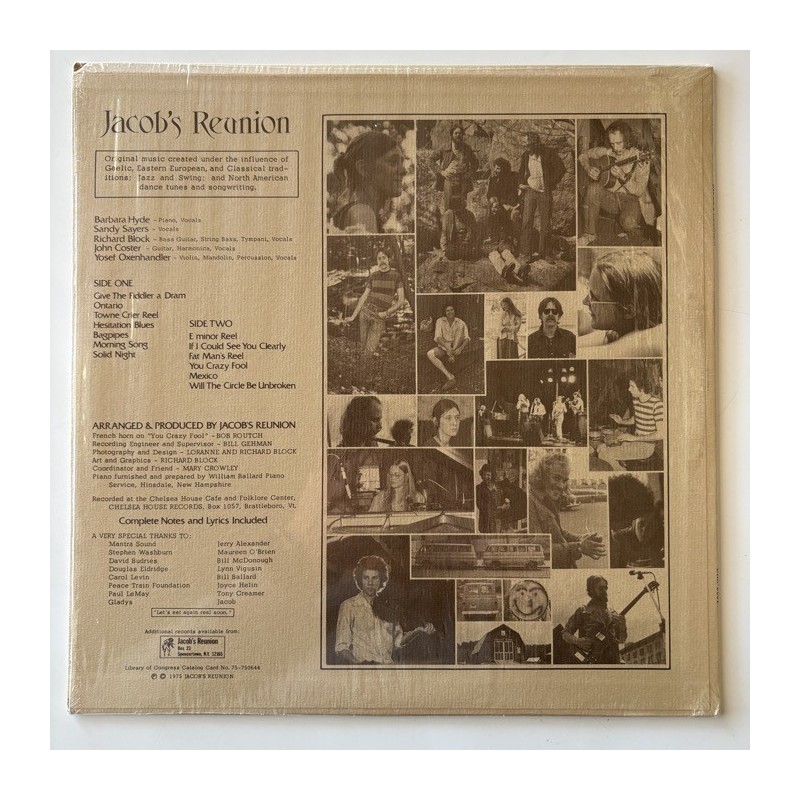 Jacob's Reunion
Original music created under the influence of
Gaelic, Eastern European, and Classical trad-
itions; Jazz and Swing; and North American
dance tunes and songwriting.
Barbara Hyde - Piano, Vocals
Sandy Sayers - Vocals
Richard Block - Bass Guitar, String Bass, Tympani, Vocals
John Coster - Guitar, Harmonica, Vocals
Yosef Oxenhandler - Violin, Mandolin, Percussion, Vocals
SIDE ONE
Give The Fiddler a Dram
Ontario
Towne Crier Reel
Hesitation Blues
Bagpipes
Morning Song
Solid Night
SIDE TWO
E minor Reel
If I Could See You Clearly
Fat Man's Reel
You Crazy Fool
Mexico
Will The Circle Be Unbroken
ARRANGED & PRODUCED BY JACOB'S REUNION
French horn on "You Crazy Fool" - BOB ROUTCH
Recording Engineer and Supervisor - BILL GEHMAN
Photography and Design - LORANNE AND RICHARD BLOCK
Art and Graphics - RICHARD BLOCK
Coordinator and Friend - MARY CROWLEY
Piano furnished and prepared by William Ballard Piano
Service, Hinsdale, New Hampshire
Recorded at the Chelsea House Cafe and Folklore Center,
CHELSEA HOUSE RECORDS, Box 1057, Brattleboro, Vt.
Complete Notes and Lyrics Included
A VERY SPECIAL THANKS TO:
Mantra Sound Jerry Alexander
Stephen Washburn Maureen O'Brien
David Budries Bill McDonough
Douglas Eldridge Lynn Vigusin
Carol Levin Bill Ballard
Peace Train Foundation Joyce Helin
Paul LeMay Tony Creamer
Gladys Jacob
"Let's eat again real soon."
Additional records available from:
Jacob's Reunion
Box 23
Spencertown, N.Y. 12165
Library of Congress Catalog Card No. 75-750644
℗ © 1975 JACOB'S REUNION